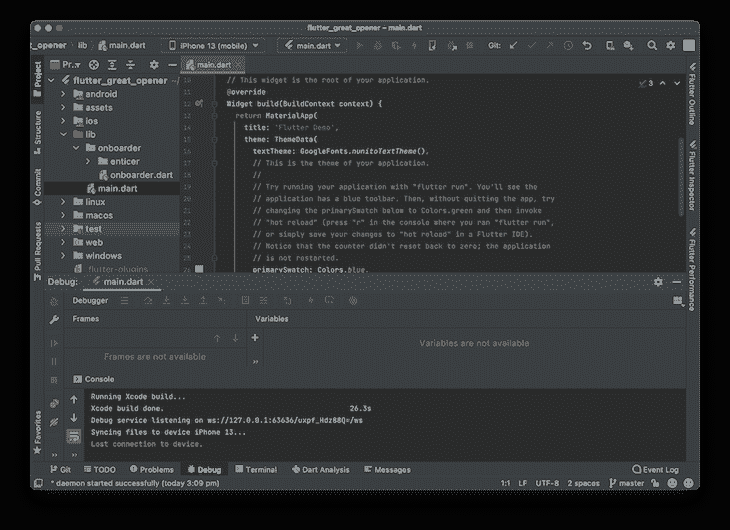 flutter_great_opener – main.dart
t_opener
lib
main.dart
iPhone 13 (mobile)
main.dart
Git:
Pr...
main.dart
Project
Structure
Commit
Pull Requests
Favorites
flutter_great_opener
android
assets
ios
lib
onboarder
enticer
onboarder.dart
main.dart
linux
macos
test
web
windows
.flutter-plugins
10 // This widget is the root of your application.
11 @override
12 Widget build(BuildContext context) {
13 return MaterialApp(
14 title: 'Flutter Demo',
15 theme: ThemeData(
16 textTheme: GoogleFonts.nunitoTextTheme(),
17 // This is the theme of your application.
18 //
19 // Try running your application with "flutter run". You'll see the
20 // application has a blue toolbar. Then, without quitting the app, try
21 // changing the primarySwatch below to Colors.green and then invoke
22 // "hot reload" (press "r" in the console where you ran "flutter run",
23 // or simply save your changes to "hot reload" in a Flutter IDE).
24 // Notice that the counter didn't reset back to zero; the application
25 // is not restarted.
26 primarySwatch: Colors.blue,
3
Flutter Outline
Flutter Inspector
Flutter Performance
Debug:
main.dart
Debugger
Frames
Variables
Frames are not available
Variables are not available
Console
Running Xcode build...
Xcode build done. 26.3s
Debug service listening on ws://127.0.0.1:63636/uxpf_Hdz88Q=/ws
Syncing files to device iPhone 13...
Lost connection to device.
Git
TODO
Problems
Debug
Terminal
Dart Analysis
Messages
Event Log
* daemon started successfully (today 3:09 pm)
1:1
LF
UTF-8
2 spaces
master